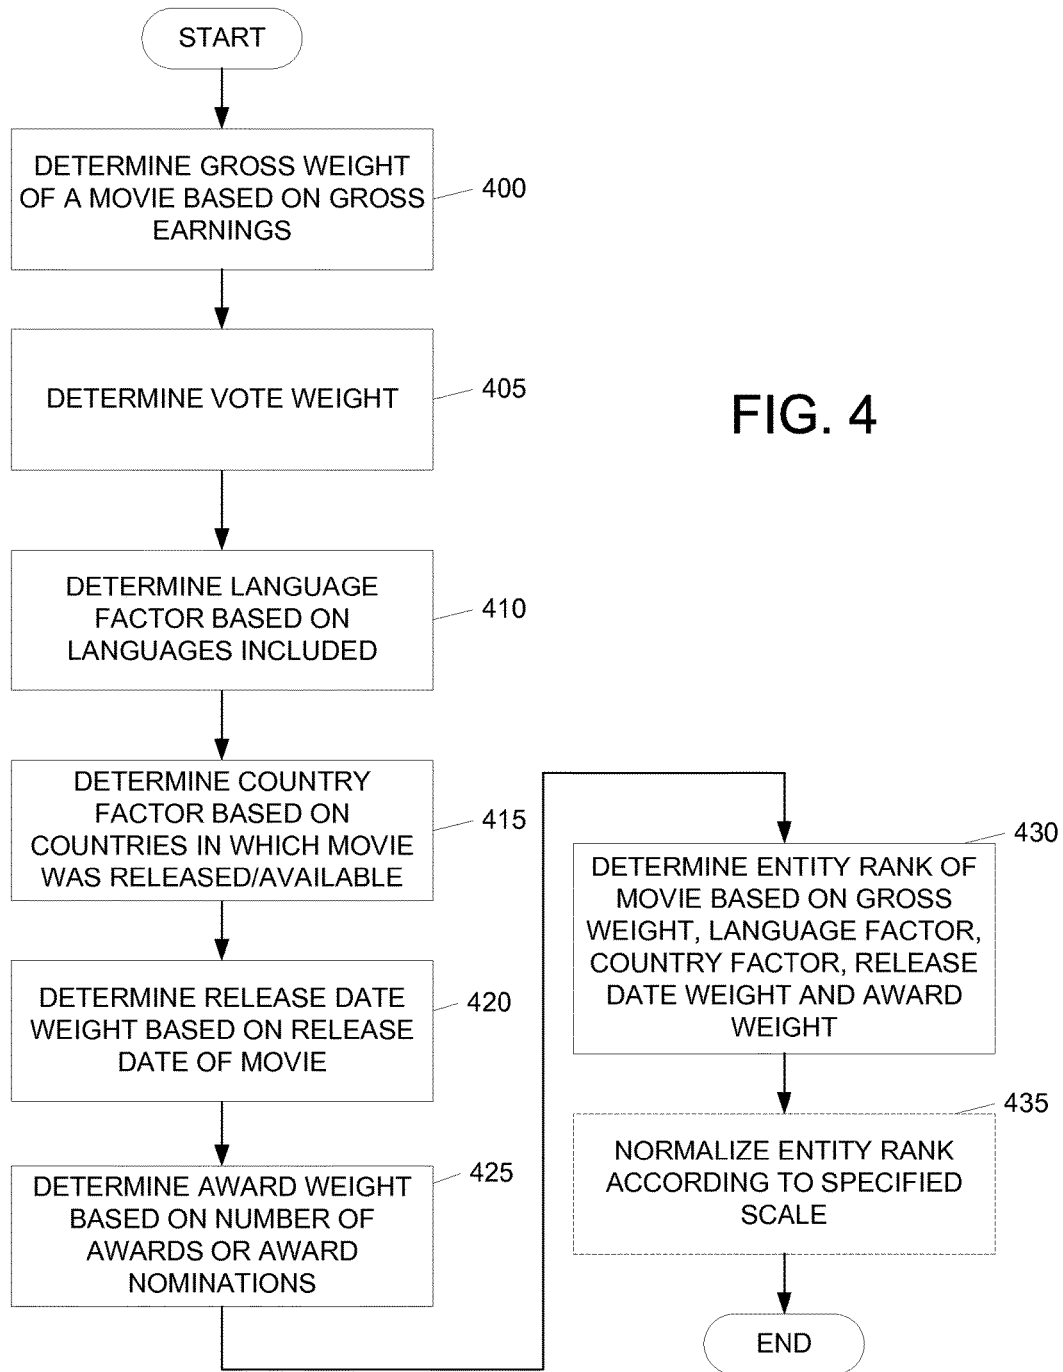 START
DETERMINE GROSS WEIGHT
OF A MOVIE BASED ON GROSS
EARNINGS
400
DETERMINE VOTE WEIGHT
405
FIG. 4
DETERMINE LANGUAGE
FACTOR BASED ON
LANGUAGES INCLUDED
410
DETERMINE COUNTRY
FACTOR BASED ON
COUNTRIES IN WHICH MOVIE
WAS RELEASED/AVAILABLE
415
DETERMINE RELEASE DATE
WEIGHT BASED ON RELEASE
DATE OF MOVIE
420
DETERMINE AWARD WEIGHT
BASED ON NUMBER OF
AWARDS OR AWARD
NOMINATIONS
425
430
DETERMINE ENTITY RANK OF
MOVIE BASED ON GROSS
WEIGHT, LANGUAGE FACTOR,
COUNTRY FACTOR, RELEASE
DATE WEIGHT AND AWARD
WEIGHT
435
NORMALIZE ENTITY RANK
ACCORDING TO SPECIFIED
SCALE
END